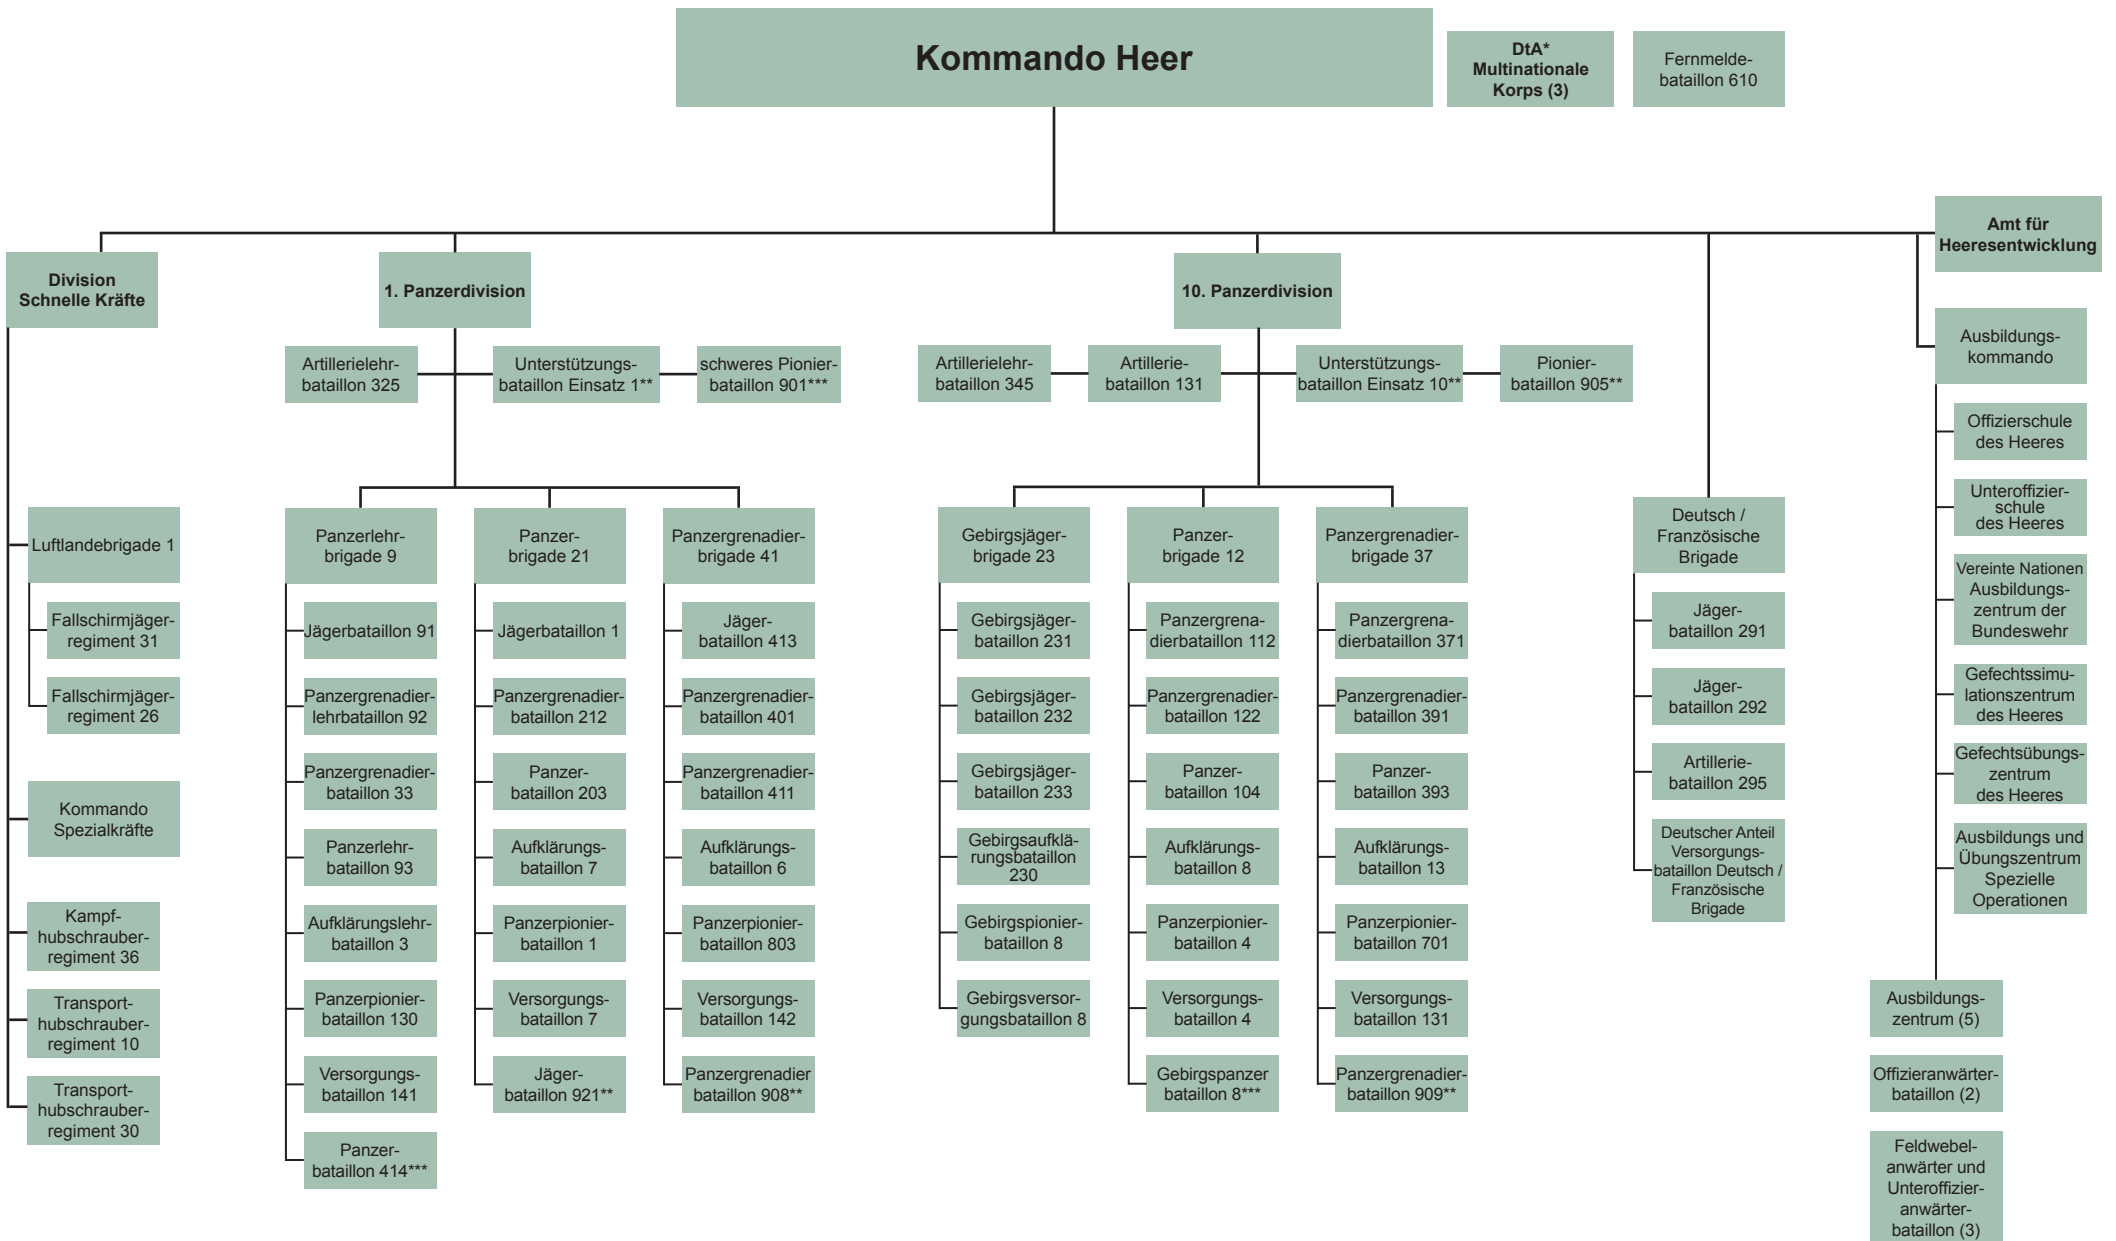 Kommando Heer
DtA*
Multinationale
Korps (3)
Fernmelde-
bataillon 610
Amt für
Heeresentwicklung
Division
Schnelle Kräfte
1. Panzerdivision
10. Panzerdivision
Ausbildungs-
kommando
Artillerielehr-
bataillon 325
Unterstützungs-
bataillon Einsatz 1**
schweres Pionier-
bataillon 901***
Artillerielehr-
bataillon 345
Artillerie-
bataillon 131
Unterstützungs-
bataillon Einsatz 10**
Pionier-
bataillon 905**
Luftlandebrigade 1
Fallschirmjäger-
regiment 31
Fallschirmjäger-
regiment 26
Kommando
Spezialkräfte
Kampf-
hubschrauber-
regiment 36
Transport-
hubschrauber-
regiment 10
Transport-
hubschrauber-
regiment 30
Panzerlehr-
brigade 9
Jägerbataillon 91
Panzergrenadier-
lehrbataillon 92
Panzergrenadier-
bataillon 33
Panzerlehr-
bataillon 93
Aufklärungslehr-
bataillon 3
Panzerpionier-
bataillon 130
Versorgungs-
bataillon 141
Panzer-
bataillon 414***
Panzer-
brigade 21
Jägerbataillon 1
Panzergrenadier-
bataillon 212
Panzer-
bataillon 203
Aufklärungs-
bataillon 7
Panzerpionier-
bataillon 1
Versorgungs-
bataillon 7
Jäger-
bataillon 921**
Panzergrenadier-
brigade 41
Jäger-
bataillon 413
Panzergrenadier-
bataillon 401
Panzergrenadier-
bataillon 411
Aufklärungs-
bataillon 6
Panzerpionier-
bataillon 803
Versorgungs-
bataillon 142
Panzergrenadier
bataillon 908**
Gebirgsjäger-
brigade 23
Gebirgsjäger-
bataillon 231
Gebirgsjäger-
bataillon 232
Gebirgsjäger-
bataillon 233
Gebirgsaufklä-
rungsbataillon
230
Gebirgspionier-
bataillon 8
Gebirgsversor-
gungsbataillon 8
Panzer-
brigade 12
Panzergrena-
dierbataillon 112
Panzergrenadier-
bataillon 122
Panzer-
bataillon 104
Aufklärungs-
bataillon 8
Panzerpionier-
bataillon 4
Versorgungs-
bataillon 4
Gebirgspanzer
bataillon 8***
Panzergrenadier-
brigade 37
Panzergrena-
dierbataillon 371
Panzergrenadier-
bataillon 391
Panzer-
bataillon 393
Aufklärungs-
bataillon 13
Panzerpionier-
bataillon 701
Versorgungs-
bataillon 131
Panzergrenadier-
bataillon 909**
Deutsch /
Französische
Brigade
Jäger-
bataillon 291
Jäger-
bataillon 292
Artillerie-
bataillon 295
Deutscher Anteil
Versorgungs-
bataillon Deutsch /
Französische
Brigade
Offizierschule
des Heeres
Unteroffizier-
schule
des Heeres
Vereinte Nationen
Ausbildungs-
zentrum der
Bundeswehr
Gefechtssimu-
lationszentrum
des Heeres
Gefechtsübungs-
zentrum
des Heeres
Ausbildungs und
Übungszentrum
Spezielle
Operationen
Ausbildungs-
zentrum (5)
Offizieranwärter-
bataillon (2)
Feldwebel-
anwärter und
Unteroffizier-
anwärter-
bataillon (3)